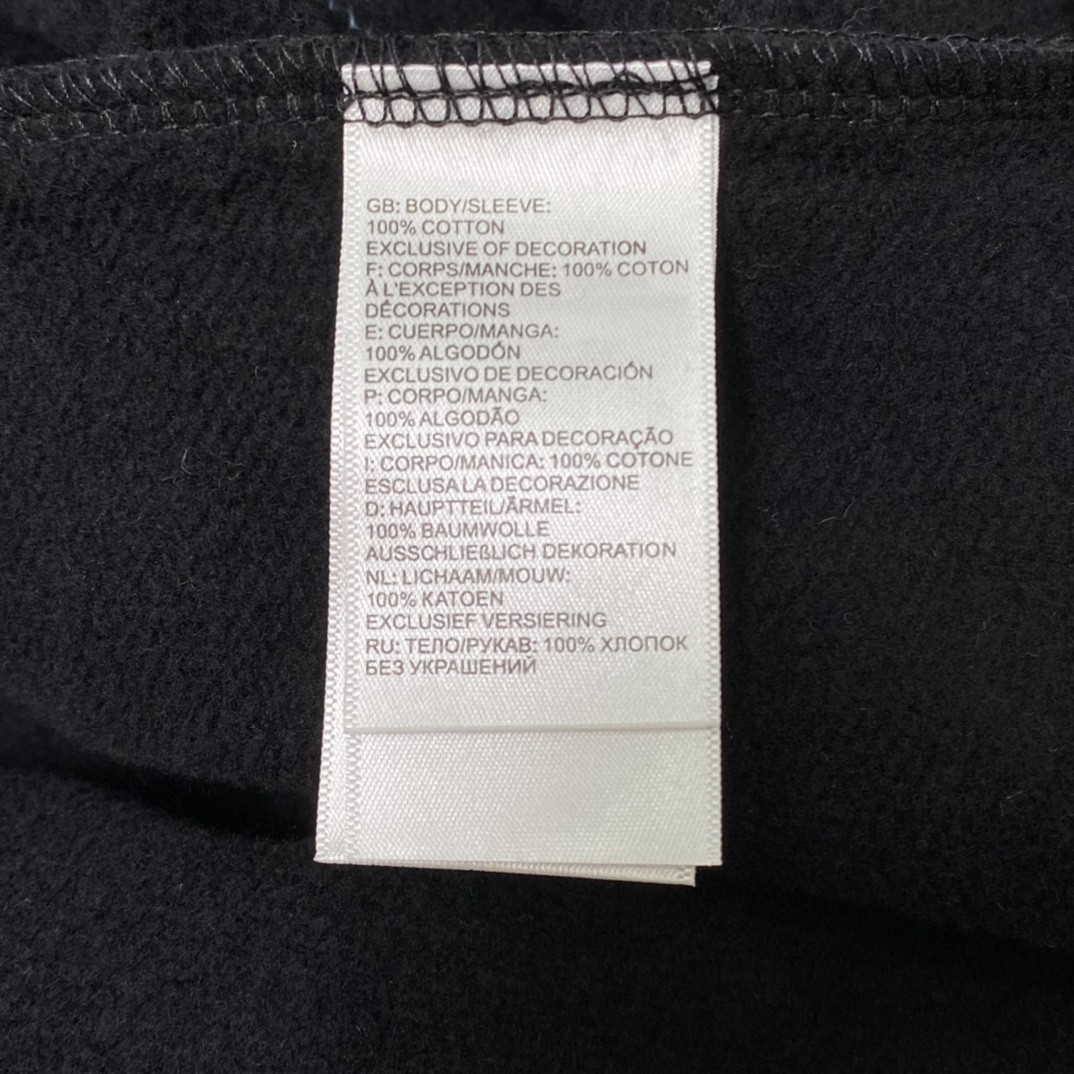 GB: BODY/SLEEVE:
100% COTTON
EXCLUSIVE OF DECORATION
F: CORPS/MANCHE: 100% COTON
À L'EXCEPTION DES
DÉCORATIONS
E: CUERPO/MANGA:
100% ALGODÓN
EXCLUSIVO DE DECORACIÓN
P: CORPO/MANGA:
100% ALGODÃO
EXCLUSIVO PARA DECORAÇÃO
I: CORPO/MANICA: 100% COTONE
ESCLUSA LA DECORAZIONE
D: HAUPTTEIL/ÄRMEL:
100% BAUMWOLLE
AUSSCHLIEßLICH DEKORATION
NL: LICHAAM/MOUW:
100% KATOEN
EXCLUSIEF VERSIERING
RU: ТЕЛО/РУКАВ: 100% ХЛОПОК
БЕЗ УКРАШЕНИЙ